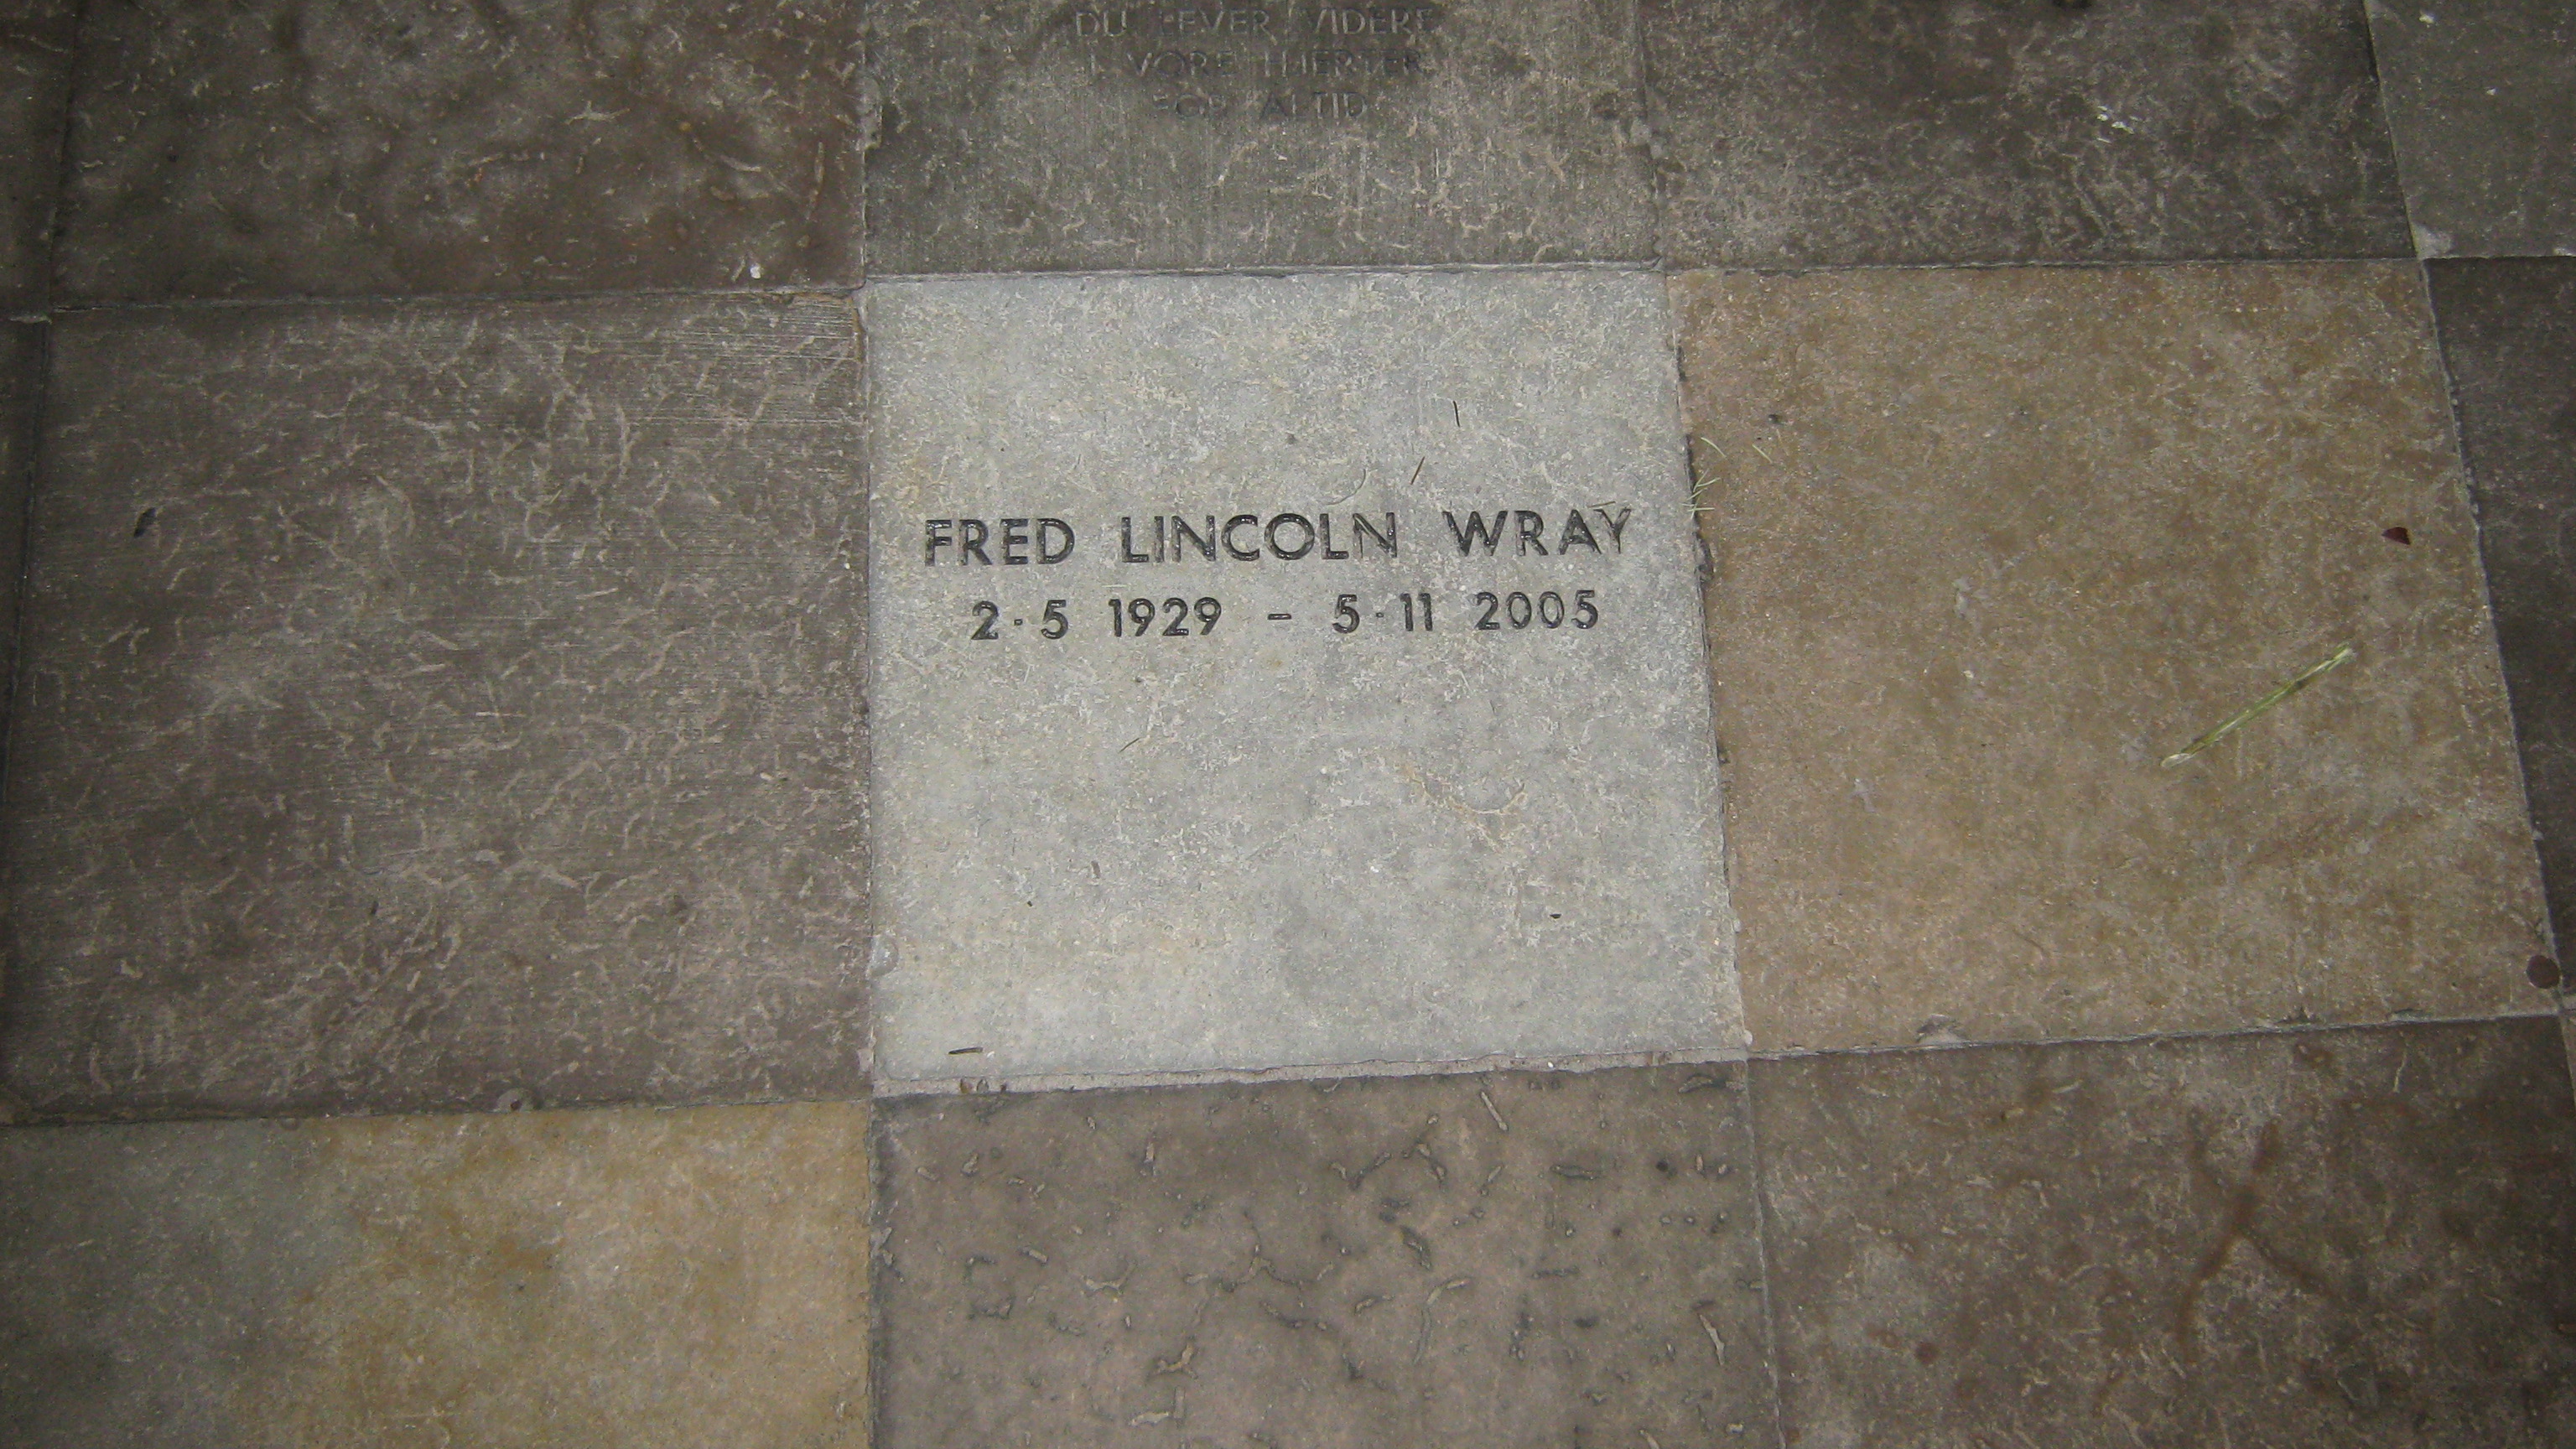 DU LEVER VIDERE
I VORE HJERTER
FOR ALTID
FRED LINCOLN WRAY
2·5 1929 – 5·11 2005